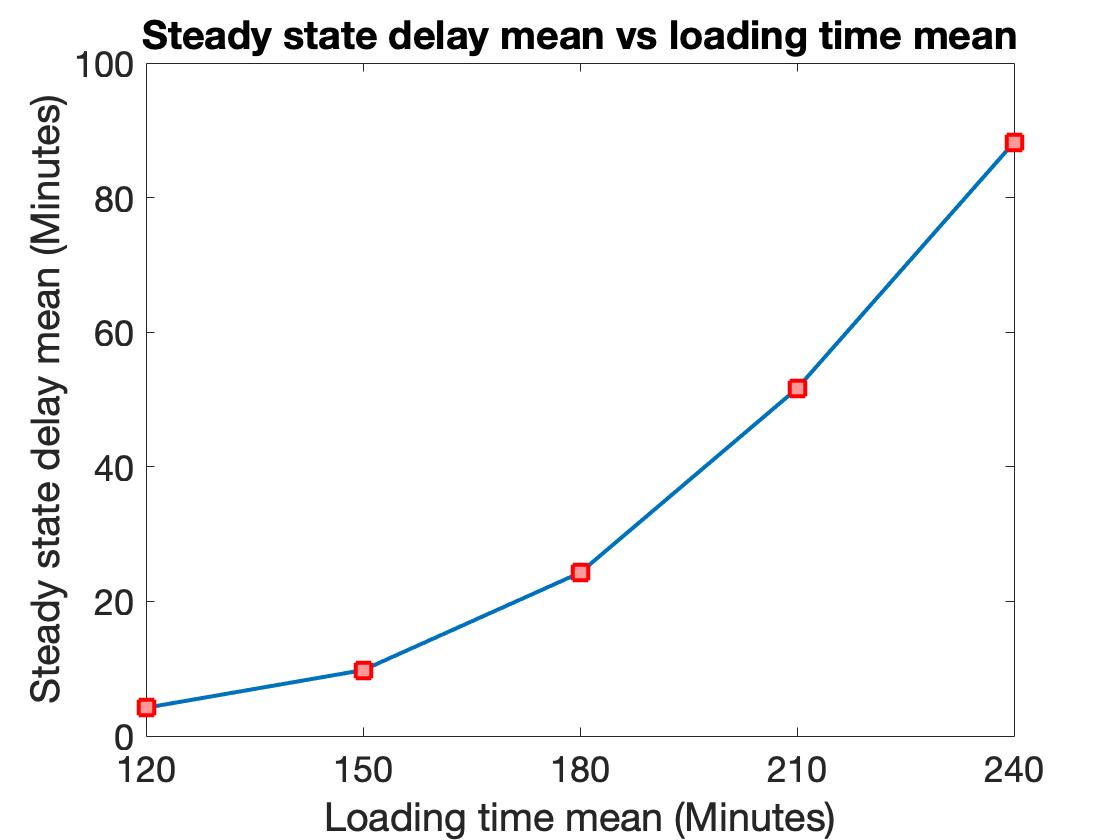 Steady state delay mean vs loading time mean
Steady state delay mean (Minutes)
100
80
60
40
20
0
120 150 180 210 240
Loading time mean (Minutes)